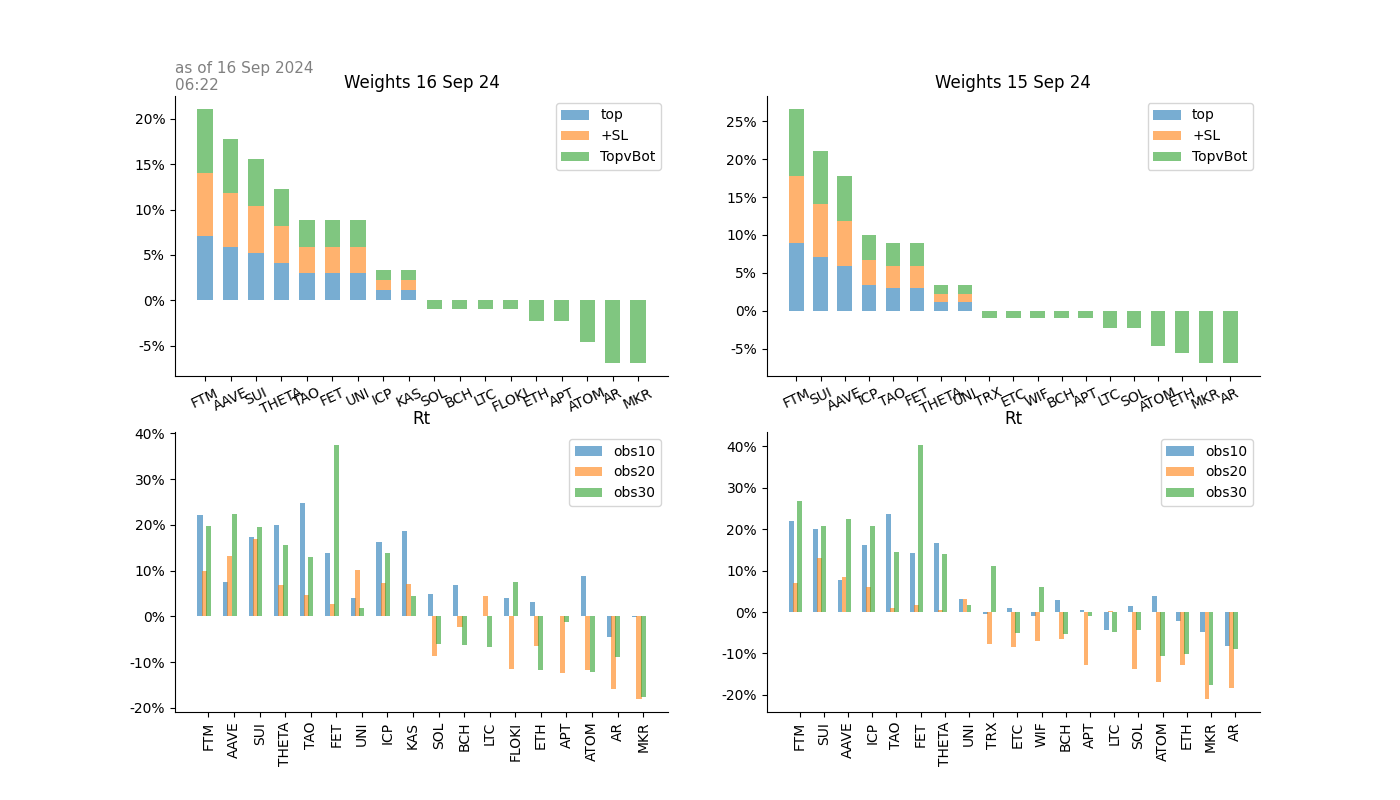 as of 16 Sep 2024
06:22
Weights 16 Sep 24
20%
15%
10%
5%
0%
-5%
top
+SL
TopvBot
FTM AAVE SUI THETA TAO FET UNI ICP KAS SOL BCH LTC FLOKI ETH APT ATOM AR MKR
Weights 15 Sep 24
25%
20%
15%
10%
5%
0%
-5%
top
+SL
TopvBot
FTM SUI AAVE ICP TAO FET THETA UNI TRX ETC WIF BCH APT LTC SOL ATOM ETH MKR AR
Rt
40%
30%
20%
10%
0%
-10%
-20%
obs10
obs20
obs30
FTM AAVE SUI THETA TAO FET UNI ICP KAS SOL BCH LTC FLOKI ETH APT ATOM AR MKR
Rt
40%
30%
20%
10%
0%
-10%
-20%
obs10
obs20
obs30
FTM SUI AAVE ICP TAO FET THETA UNI TRX ETC WIF BCH APT LTC SOL ATOM ETH MKR AR